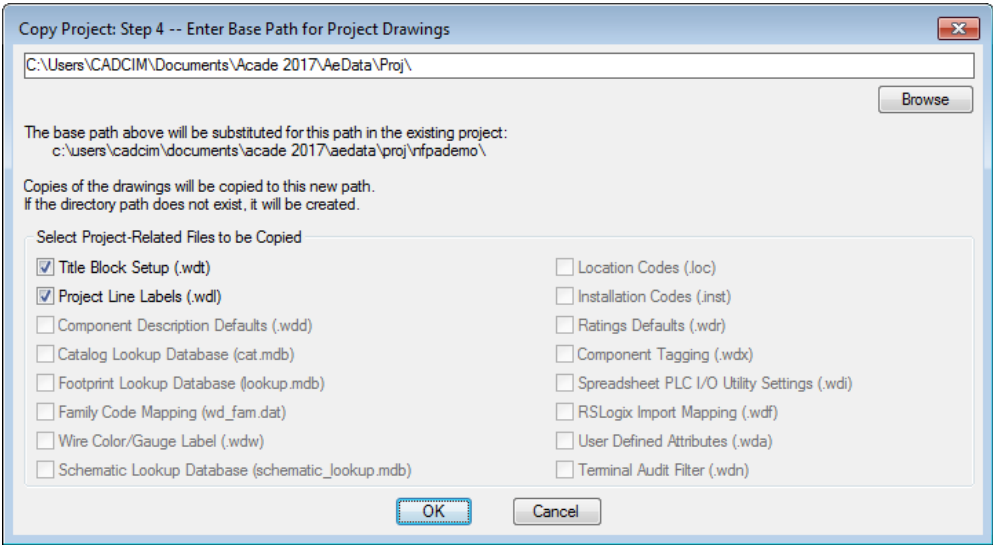 Copy Project: Step 4 -- Enter Base Path for Project Drawings
C:\Users\CADCIM\Documents\Acade 2017\AeData\Proj\
Browse
The base path above will be substituted for this path in the existing project:
c:\users\cadcim\documents\acade 2017\aedata\proj\nfpademo\
Copies of the drawings will be copied to this new path.
If the directory path does not exist, it will be created.
Select Project-Related Files to be Copied
Title Block Setup (.wdt)
Project Line Labels (.wdl)
Component Description Defaults (.wdd)
Catalog Lookup Database (cat.mdb)
Footprint Lookup Database (lookup.mdb)
Family Code Mapping (wd_fam.dat)
Wire Color/Gauge Label (.wdw)
Schematic Lookup Database (schematic_lookup.mdb)
Location Codes (.loc)
Installation Codes (.inst)
Ratings Defaults (.wdr)
Component Tagging (.wdx)
Spreadsheet PLC I/O Utility Settings (.wdi)
RSLogix Import Mapping (.wdf)
User Defined Attributes (.wda)
Terminal Audit Filter (.wdn)
OK
Cancel